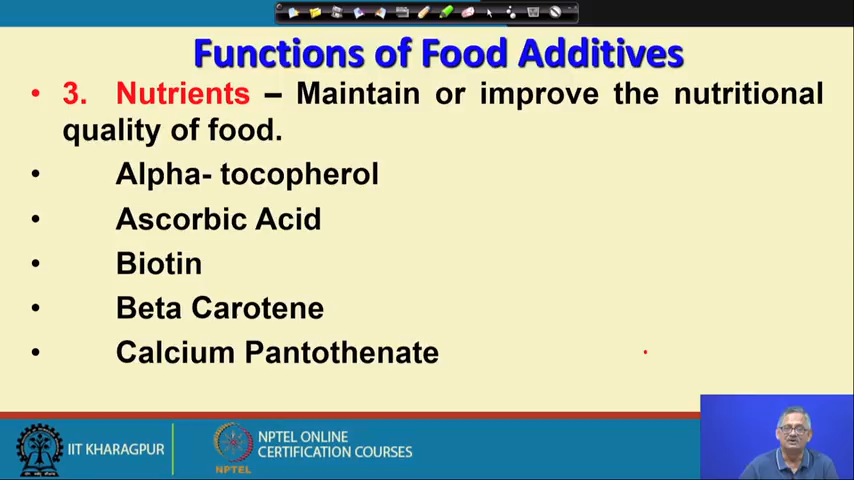 Functions of Food Additives
• 3. Nutrients – Maintain or improve the nutritional
quality of food.
• Alpha- tocopherol
• Ascorbic Acid
• Biotin
• Beta Carotene
• Calcium Pantothenate
IIT KHARAGPUR
NPTEL
NPTEL ONLINE
CERTIFICATION COURSES